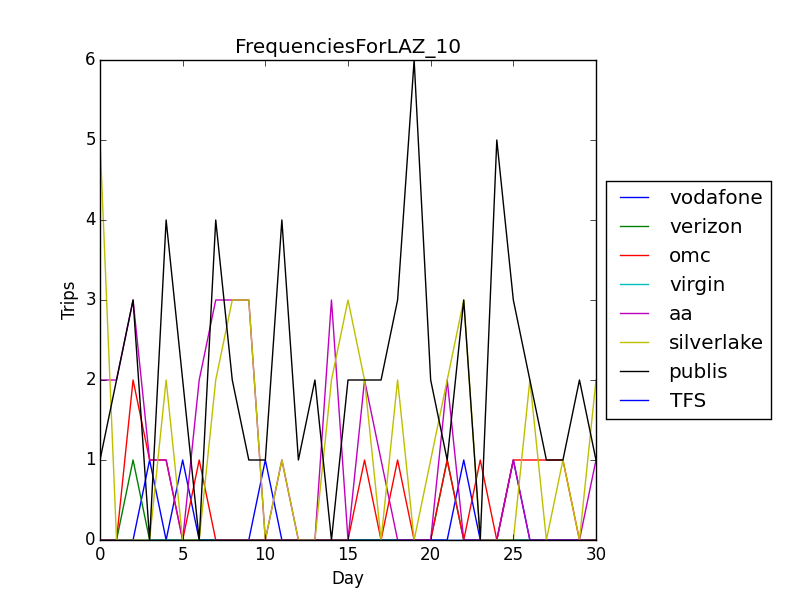 FrequenciesForLAZ_10
6
5
4
3
2
1
0
Trips
0 5 10 15 20 25 30
Day
vodafone
verizon
omc
virgin
aa
silverlake
publis
TFS